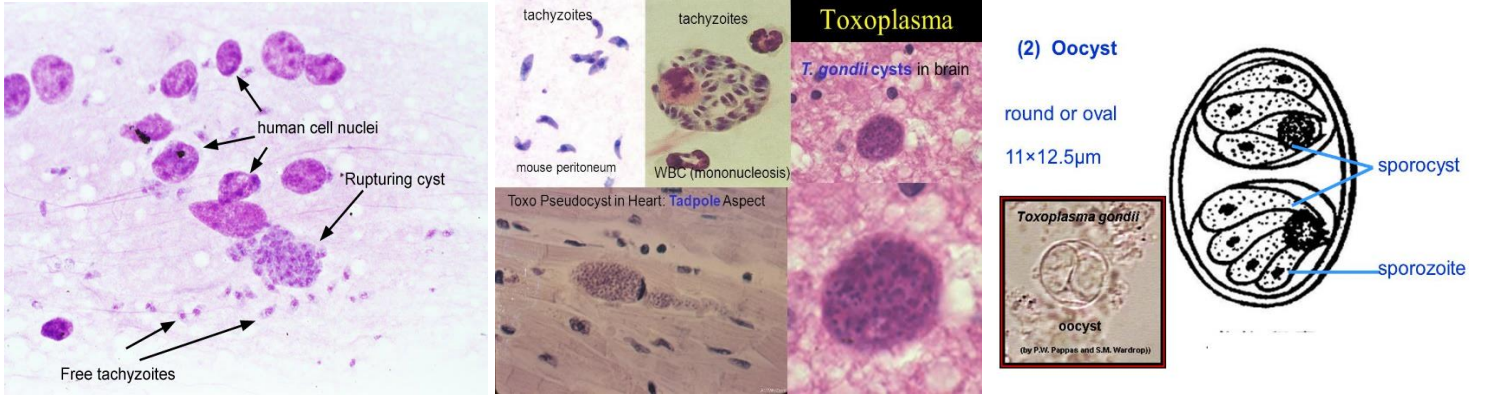 human cell nuclei
*Rupturing cyst
Free tachyzoites
tachyzoites
tachyzoites
mouse peritoneum
WBC (mononucleosis)
Toxo Pseudocyst in Heart: Tadpole Aspect
Toxoplasma
T. gondii cysts in brain
(2) Oocyst
round or oval
11×12.5μm
sporocyst
sporozoite
Toxoplasma gondii
oocyst
(by P.W. Pappas and S.M. Wardrop))